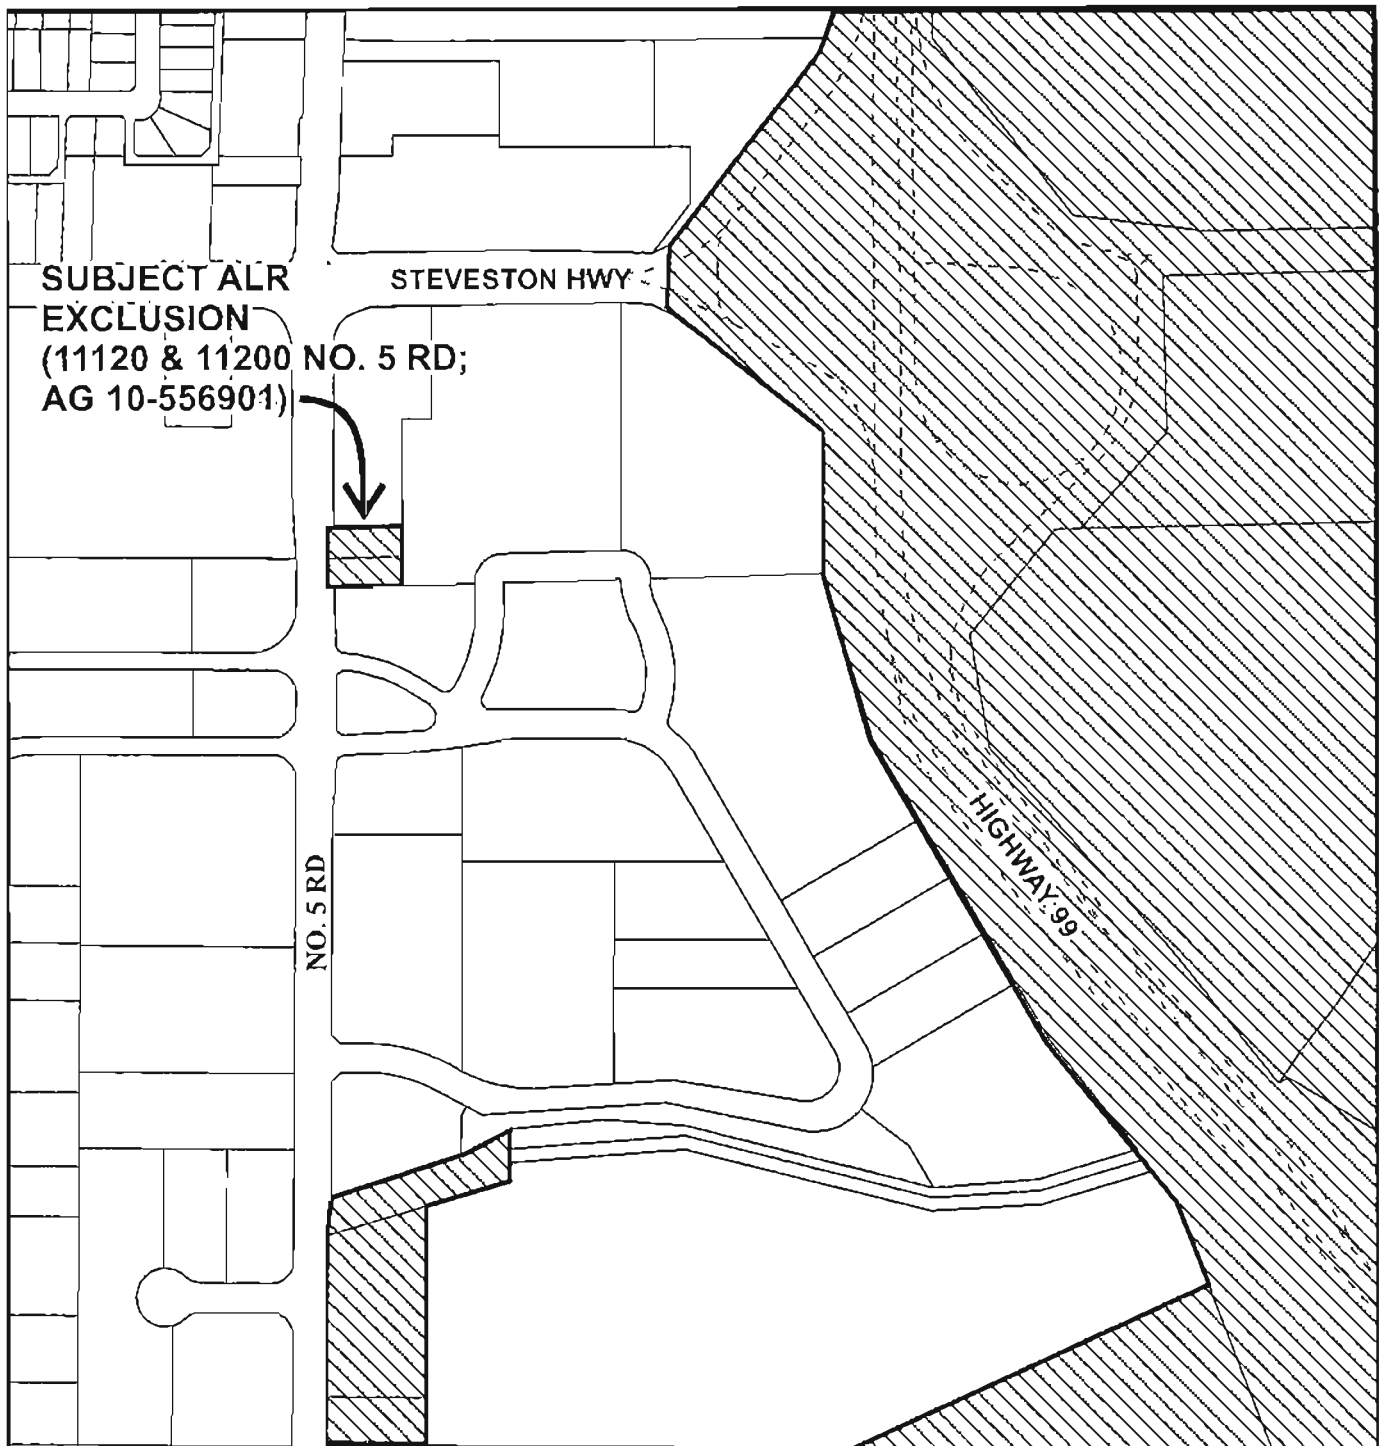 SUBJECT ALR
EXCLUSION
(11120 & 11200 NO. 5 RD;
AG 10-556901)
STEVESTON HWY
NO. 5 RD
HIGHWAY 99